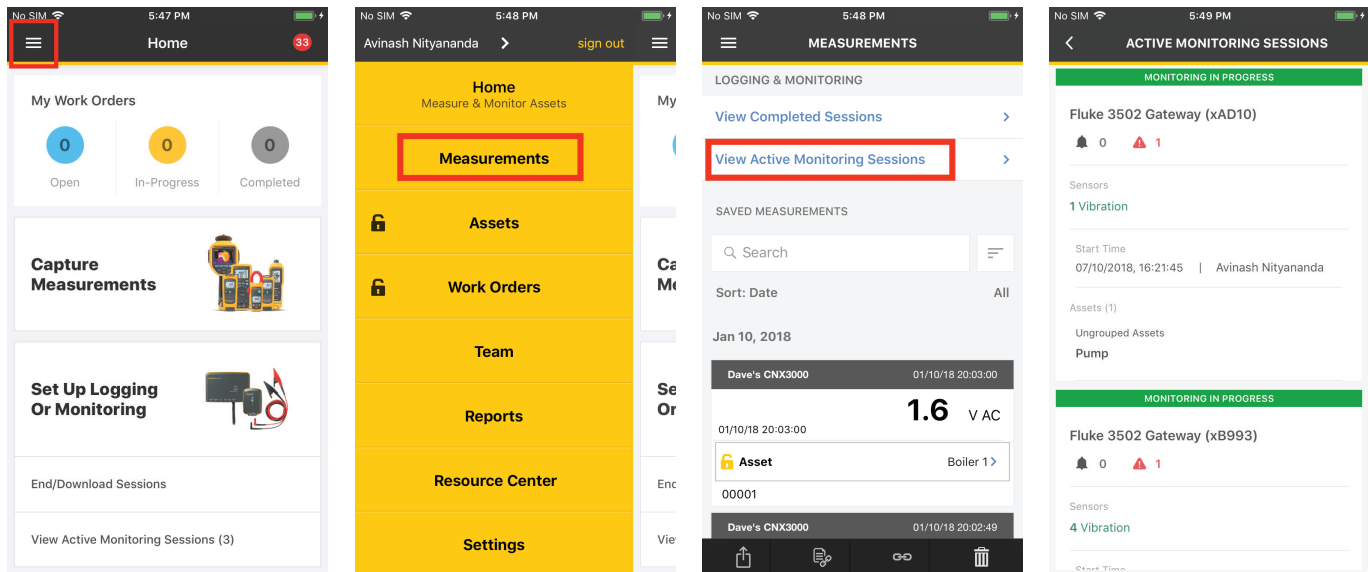 No SIM 5:47 PM
Home 33
My Work Orders
0 0 0
Open In-Progress Completed
Capture
Measurements
Set Up Logging
Or Monitoring
End/Download Sessions
View Active Monitoring Sessions (3)
No SIM 5:48 PM
Avinash Nityananda sign out
Home
Measure & Monitor Assets
Measurements
Assets
Work Orders
Team
Reports
Resource Center
Settings
My
Ca
Me
Se
Or
End
Vie
No SIM 5:48 PM
MEASUREMENTS
LOGGING & MONITORING
View Completed Sessions
View Active Monitoring Sessions
SAVED MEASUREMENTS
Search
Sort: Date All
Jan 10, 2018
Dave's CNX3000 01/10/18 20:03:00
1.6 V AC
01/10/18 20:03:00
Asset Boiler 1
00001
Dave's CNX3000 01/10/18 20:02:49
No SIM 5:49 PM
ACTIVE MONITORING SESSIONS
MONITORING IN PROGRESS
Fluke 3502 Gateway (xAD10)
0 1
Sensors
1 Vibration
Start Time
07/10/2018, 16:21:45 | Avinash Nityananda
Assets (1)
Ungrouped Assets
Pump
MONITORING IN PROGRESS
Fluke 3502 Gateway (xB993)
0 1
Sensors
4 Vibration
Start Time